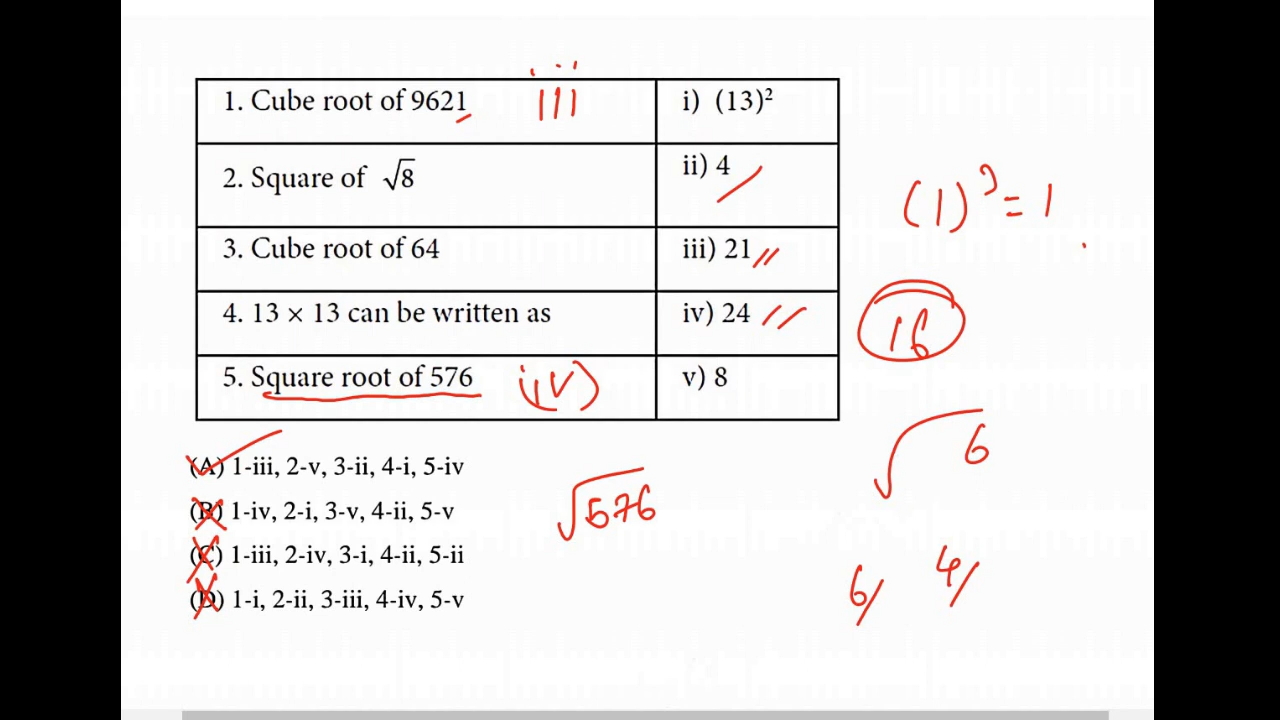 1. Cube root of 9621 iii i) (13)²
2. Square of √8 ii) 4
3. Cube root of 64 iii) 21
4. 13 × 13 can be written as iv) 24
5. Square root of 576 iv) v) 8
(1)³ = 1
16
√6
(A) 1-iii, 2-v, 3-ii, 4-i, 5-iv
(B) 1-iv, 2-i, 3-v, 4-ii, 5-v
√576
(C) 1-iii, 2-iv, 3-i, 4-ii, 5-ii
6/ 4/
(D) 1-i, 2-ii, 3-iii, 4-iv, 5-v